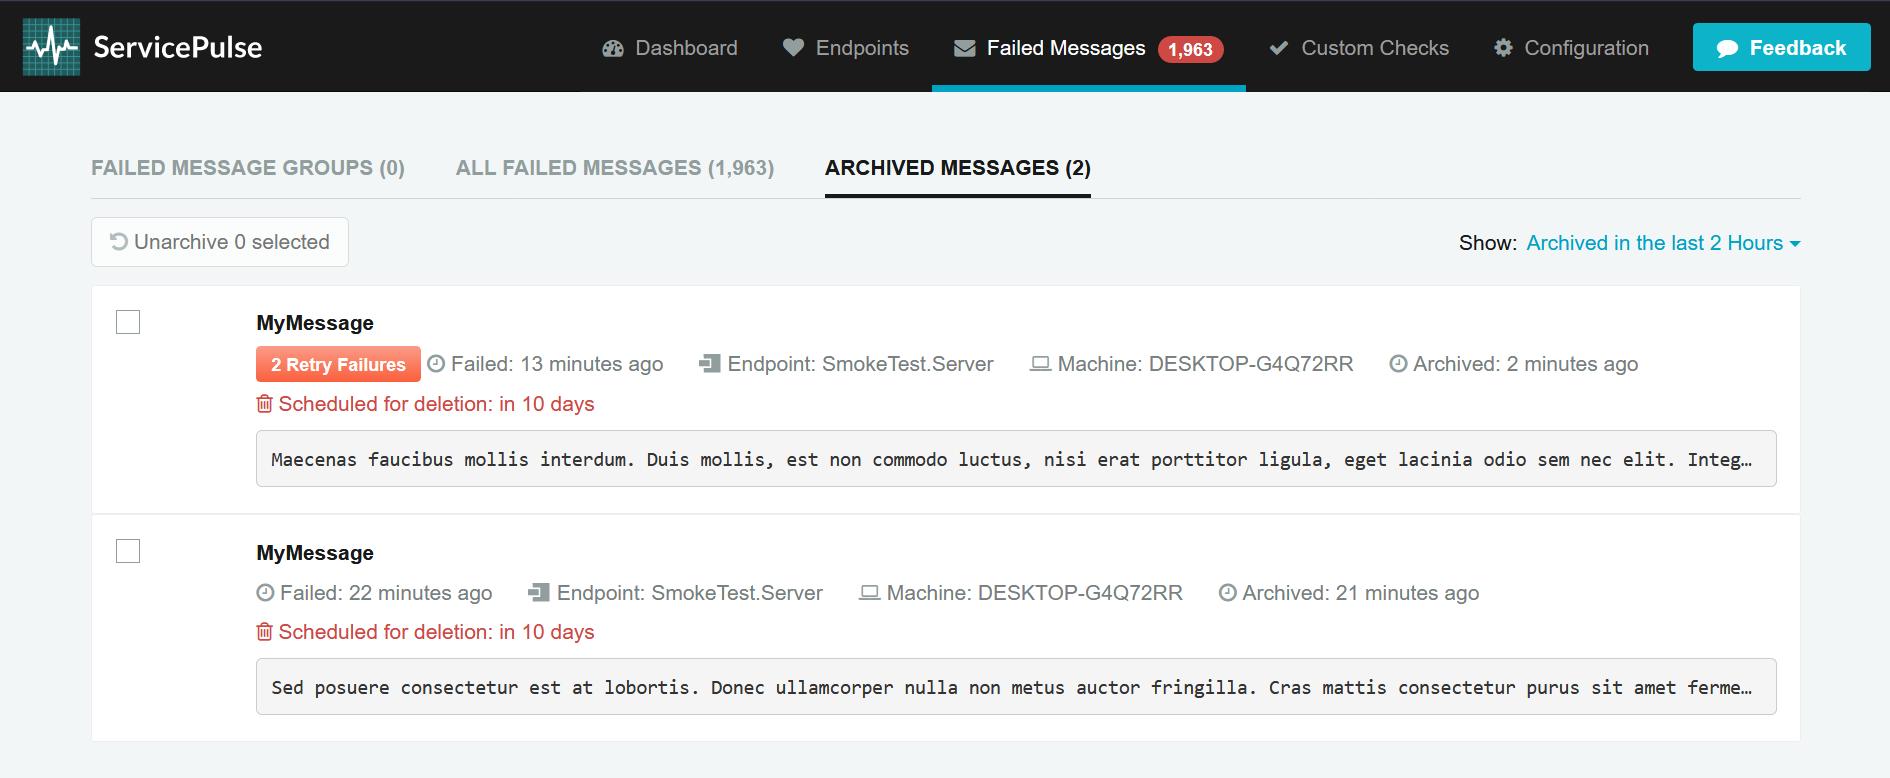 ServicePulse Dashboard Endpoints Failed Messages 1,963 Custom Checks Configuration Feedback
FAILED MESSAGE GROUPS (0) ALL FAILED MESSAGES (1,963) ARCHIVED MESSAGES (2)
Unarchive 0 selected Show: Archived in the last 2 Hours
MyMessage
2 Retry Failures Failed: 13 minutes ago Endpoint: SmokeTest.Server Machine: DESKTOP-G4Q72RR Archived: 2 minutes ago
Scheduled for deletion: in 10 days
Maecenas faucibus mollis interdum. Duis mollis, est non commodo luctus, nisi erat porttitor ligula, eget lacinia odio sem nec elit. Integ…
MyMessage
Failed: 22 minutes ago Endpoint: SmokeTest.Server Machine: DESKTOP-G4Q72RR Archived: 21 minutes ago
Scheduled for deletion: in 10 days
Sed posuere consectetur est at lobortis. Donec ullamcorper nulla non metus auctor fringilla. Cras mattis consectetur purus sit amet ferme…